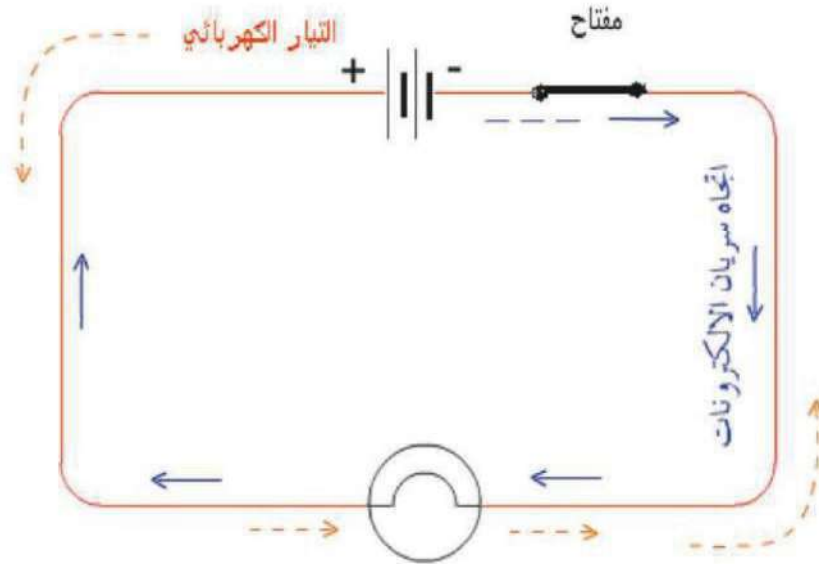 مفتاح
التيار الكهربائي
+ -
اتجاه سريان الالكترونات